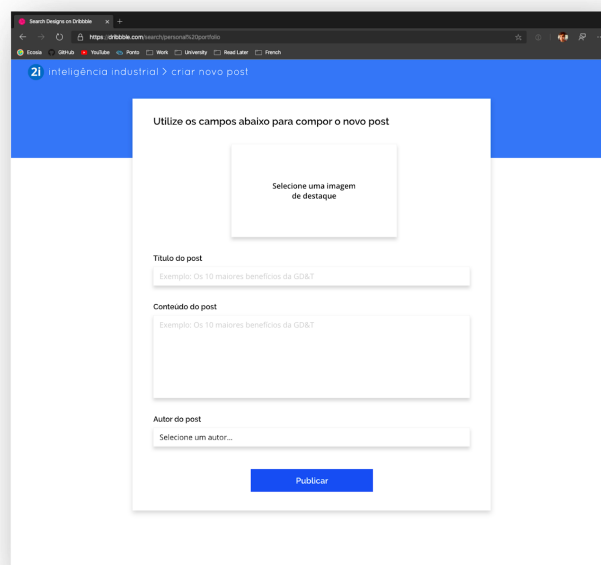 Search Designs on Dribbble
https://dribbble.com/search/personal%20portfolio
Ecosia GitHub YouTube Ponto Work University Read Later French
2i inteligência industrial > criar novo post
Utilize os campos abaixo para compor o novo post
Selecione uma imagem
de destaque
Título do post
Exemplo: Os 10 maiores benefícios da GD&T
Conteúdo do post
Exemplo: Os 10 maiores benefícios da GD&T
Autor do post
Selecione um autor...
Publicar